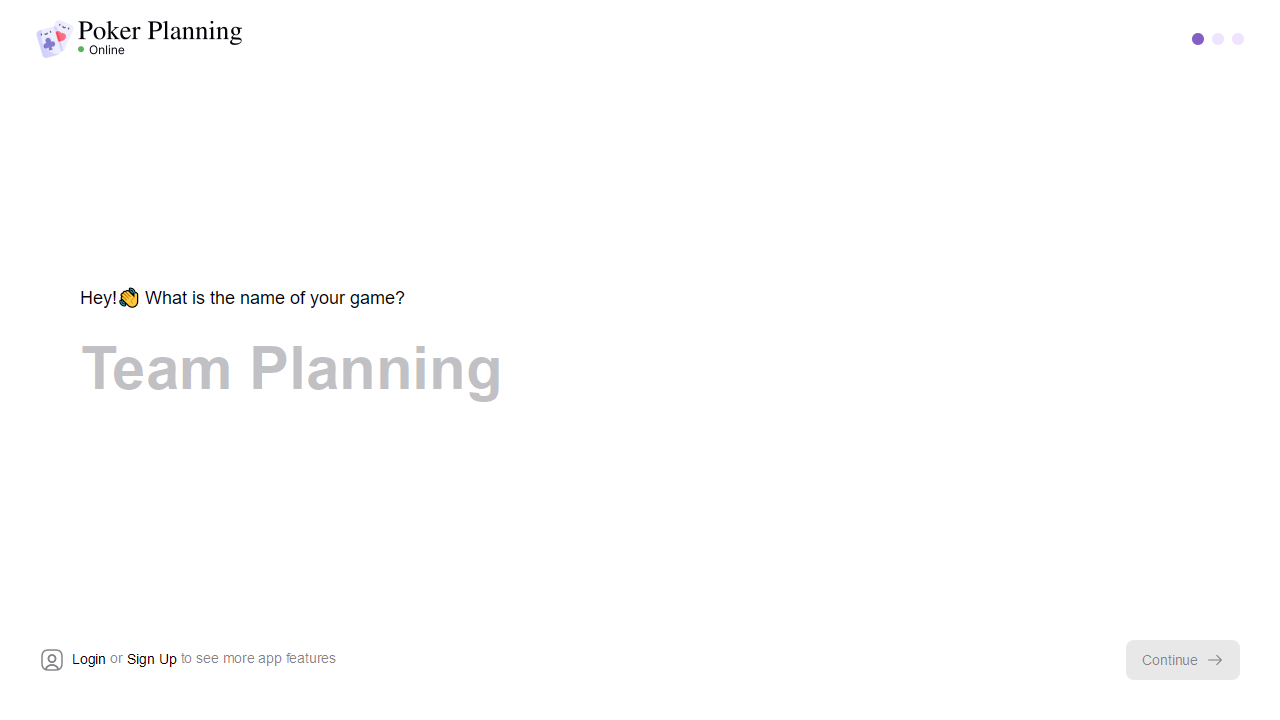 Poker Planning
Online
Hey!👋 What is the name of your game?
Team Planning
Login or Sign Up to see more app features
Continue